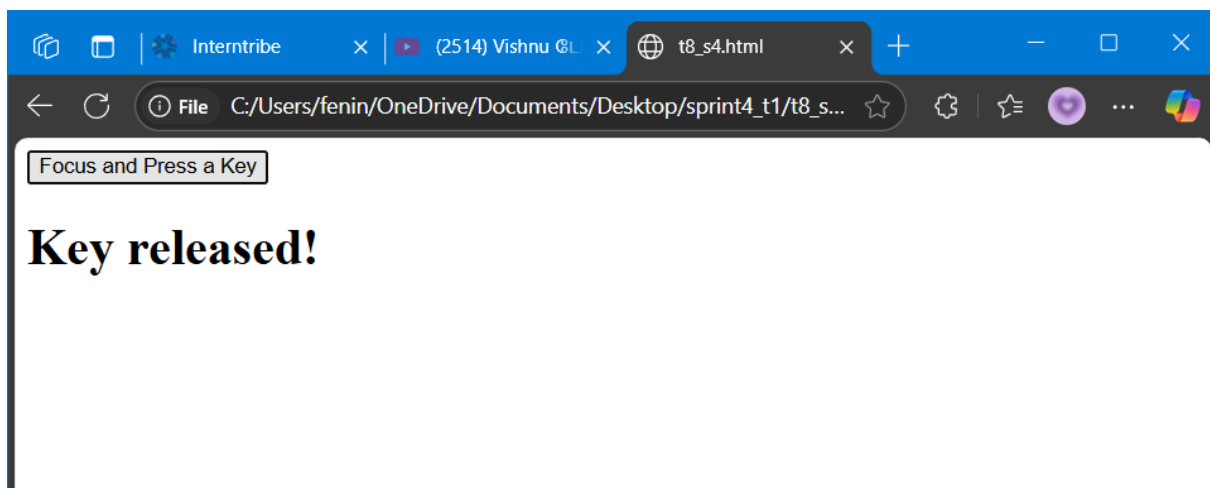 Interntribe
(2514) Vishnu
t8_s4.html
File C:/Users/fenin/OneDrive/Documents/Desktop/sprint4_t1/t8_s...
Focus and Press a Key
Key released!